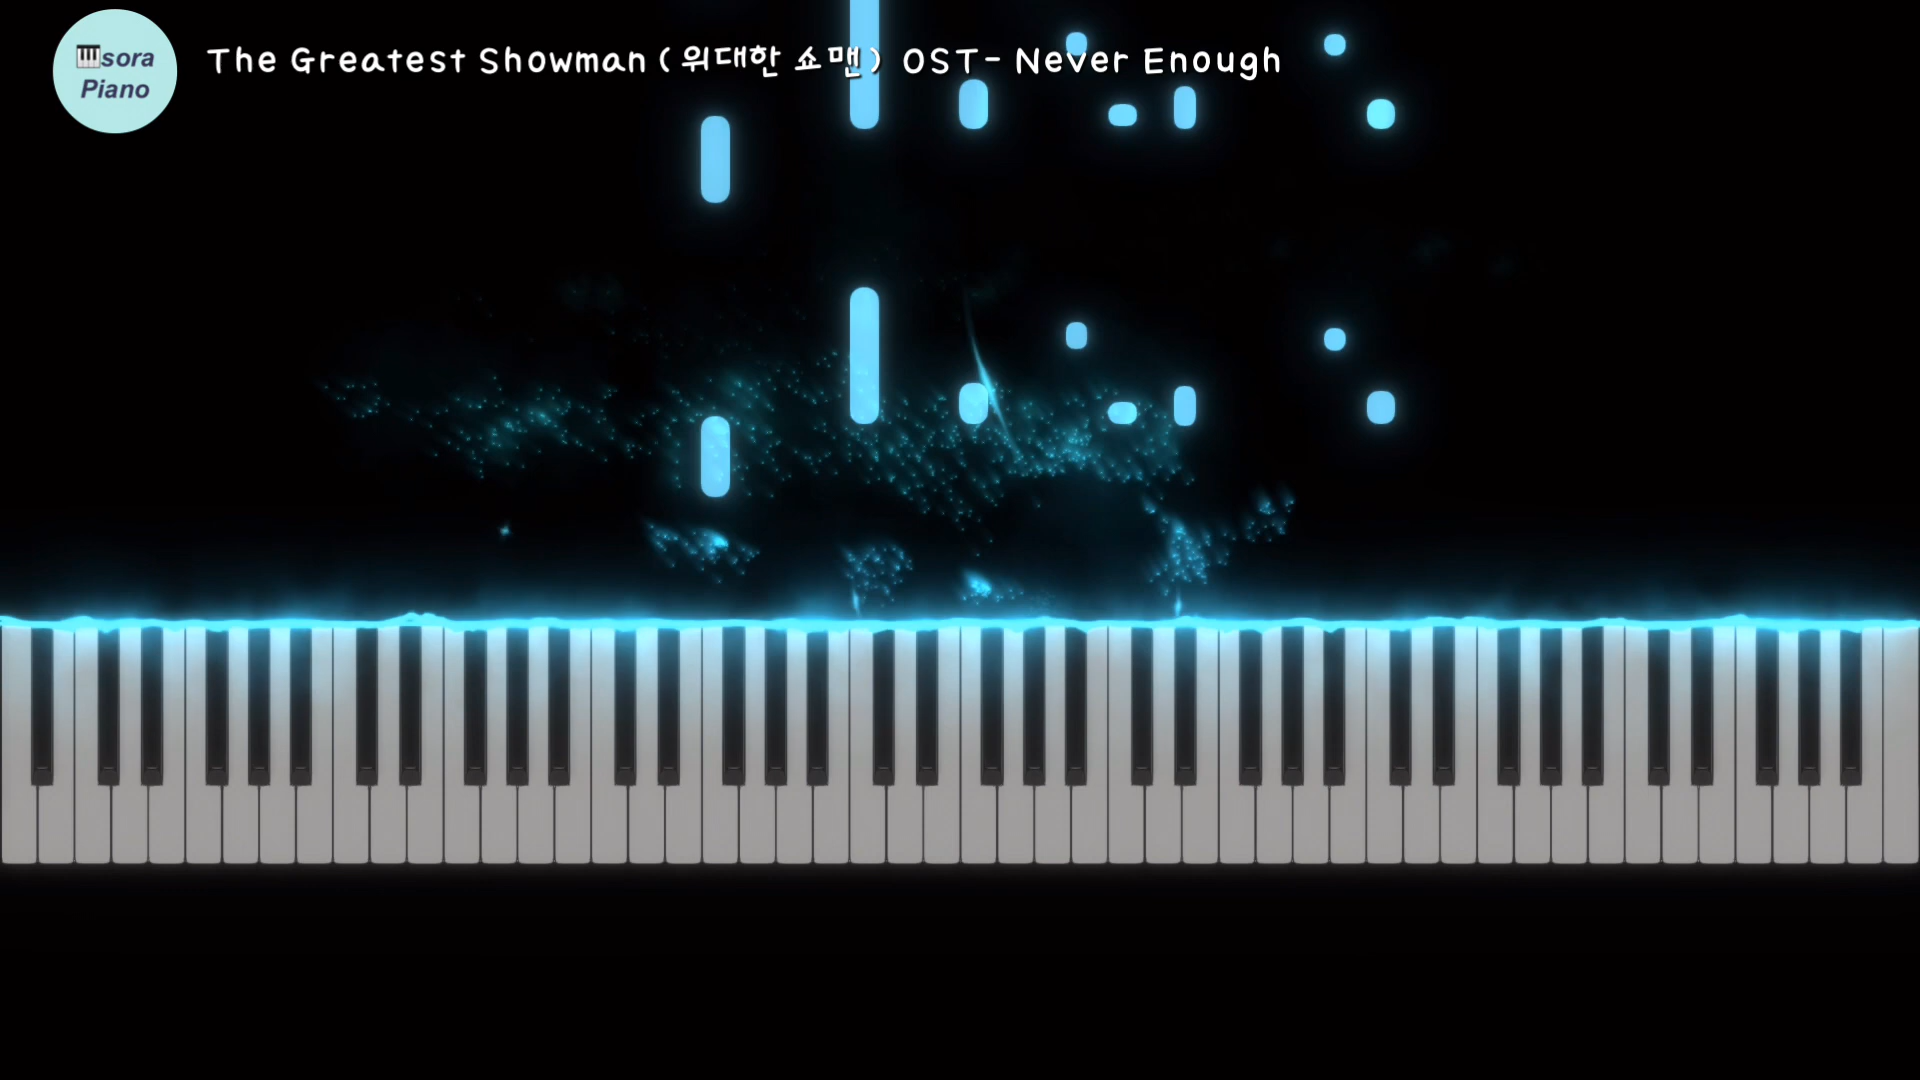 sora
Piano
The Greatest Showman ( 위대한 쇼맨 ) OST- Never Enough